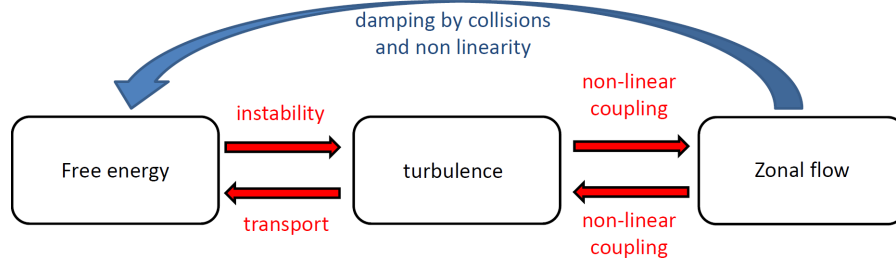 damping by collisions
and non linearity
non-linear
coupling
instability
Free energy
turbulence
Zonal flow
transport
non-linear
coupling